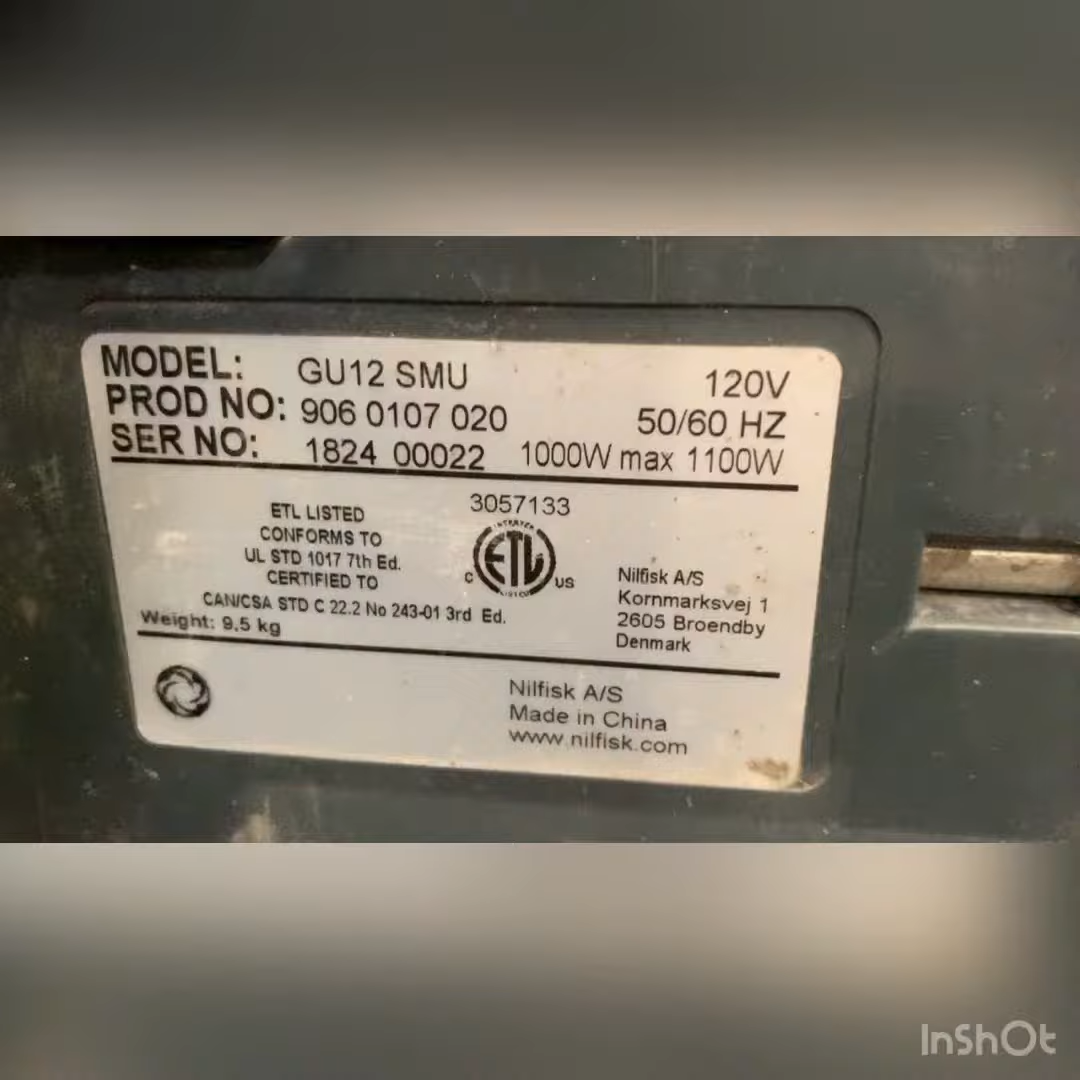 MODEL: GU12 SMU 120V
PROD NO: 906 0107 020 50/60 HZ
SER NO: 1824 00022 1000W max 1100W
3057133
ETL LISTED
CONFORMS TO
UL STD 1017 7th Ed.
CERTIFIED TO
CAN/CSA STD C 22.2 No 243-01 3rd Ed.
INTERTEK
ETL
LISTED
C US
Nilfisk A/S
Kornmarksvej 1
2605 Broendby
Denmark
Weight: 9,5 kg
Nilfisk A/S
Made in China
www.nilfisk.com
InShOt